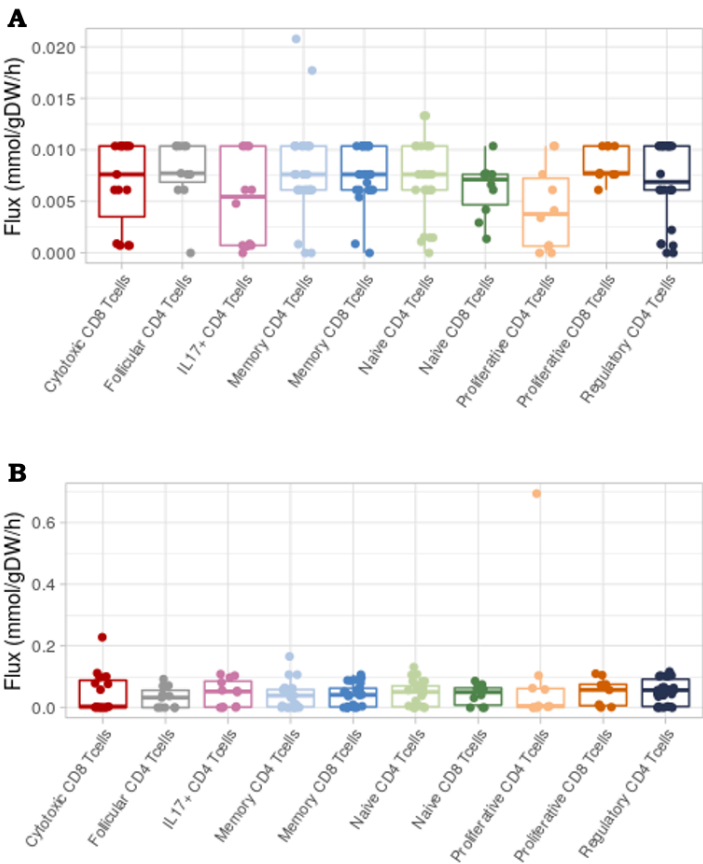 A
Flux (mmol/gDW/h)
0.020
0.015
0.010
0.005
0.000
Cytotoxic CD8 Tcells
Follicular CD4 Tcells
IL17+ CD4 Tcells
Memory CD4 Tcells
Memory CD8 Tcells
Naive CD4 Tcells
Naive CD8 Tcells
Proliferative CD4 Tcells
Proliferative CD8 Tcells
Regulatory CD4 Tcells
B
Flux (mmol/gDW/h)
0.6
0.4
0.2
0.0
Cytotoxic CD8 Tcells
Follicular CD4 Tcells
IL17+ CD4 Tcells
Memory CD4 Tcells
Memory CD8 Tcells
Naive CD4 Tcells
Naive CD8 Tcells
Proliferative CD4 Tcells
Proliferative CD8 Tcells
Regulatory CD4 Tcells